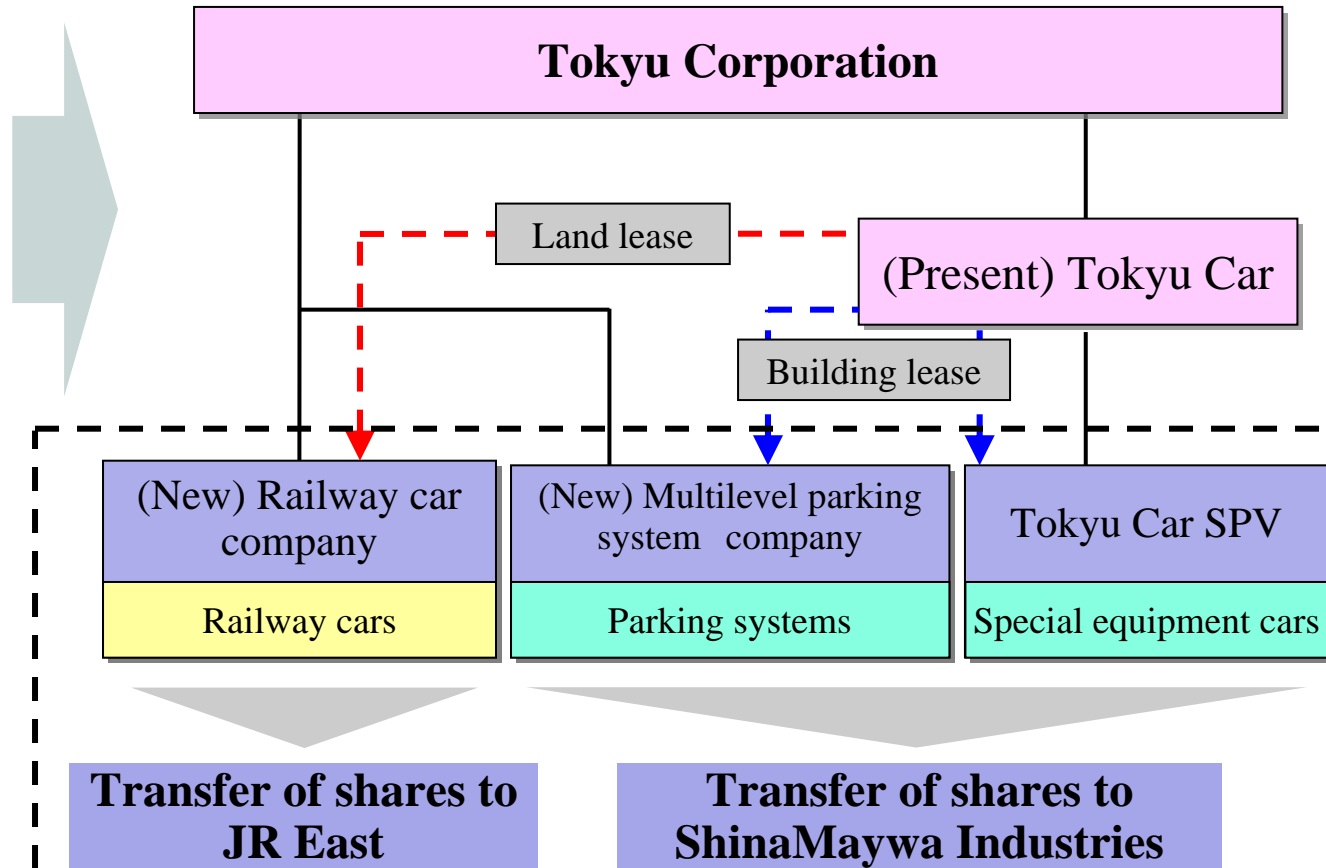 Tokyu Corporation
Land lease
(Present) Tokyu Car
Building lease
(New) Railway car
company
(New) Multilevel parking
system company
Tokyu Car SPV
Railway cars
Parking systems
Special equipment cars
Transfer of shares to
JR East
Transfer of shares to
ShinaMaywa Industries